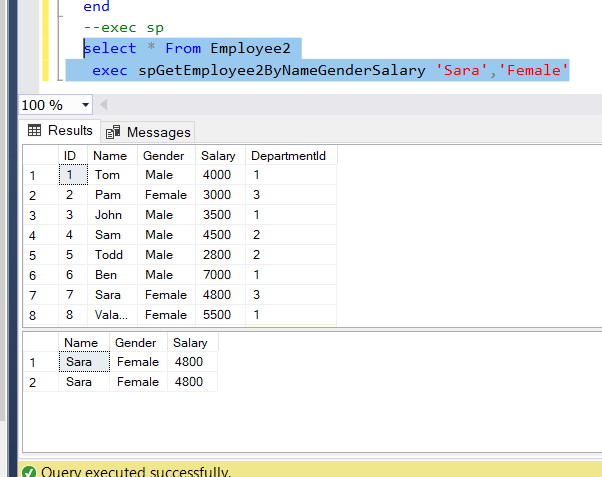 end
--exec sp
select * From Employee2
exec spGetEmployee2ByNameGenderSalary 'Sara','Female'
100 %
Results Messages
ID Name Gender Salary DepartmentId
1 1 Tom Male 4000 1
2 2 Pam Female 3000 3
3 3 John Male 3500 1
4 4 Sam Male 4500 2
5 5 Todd Male 2800 2
6 6 Ben Male 7000 1
7 7 Sara Female 4800 3
8 8 Vala... Female 5500 1
Name Gender Salary
1 Sara Female 4800
2 Sara Female 4800
Query executed successfully.